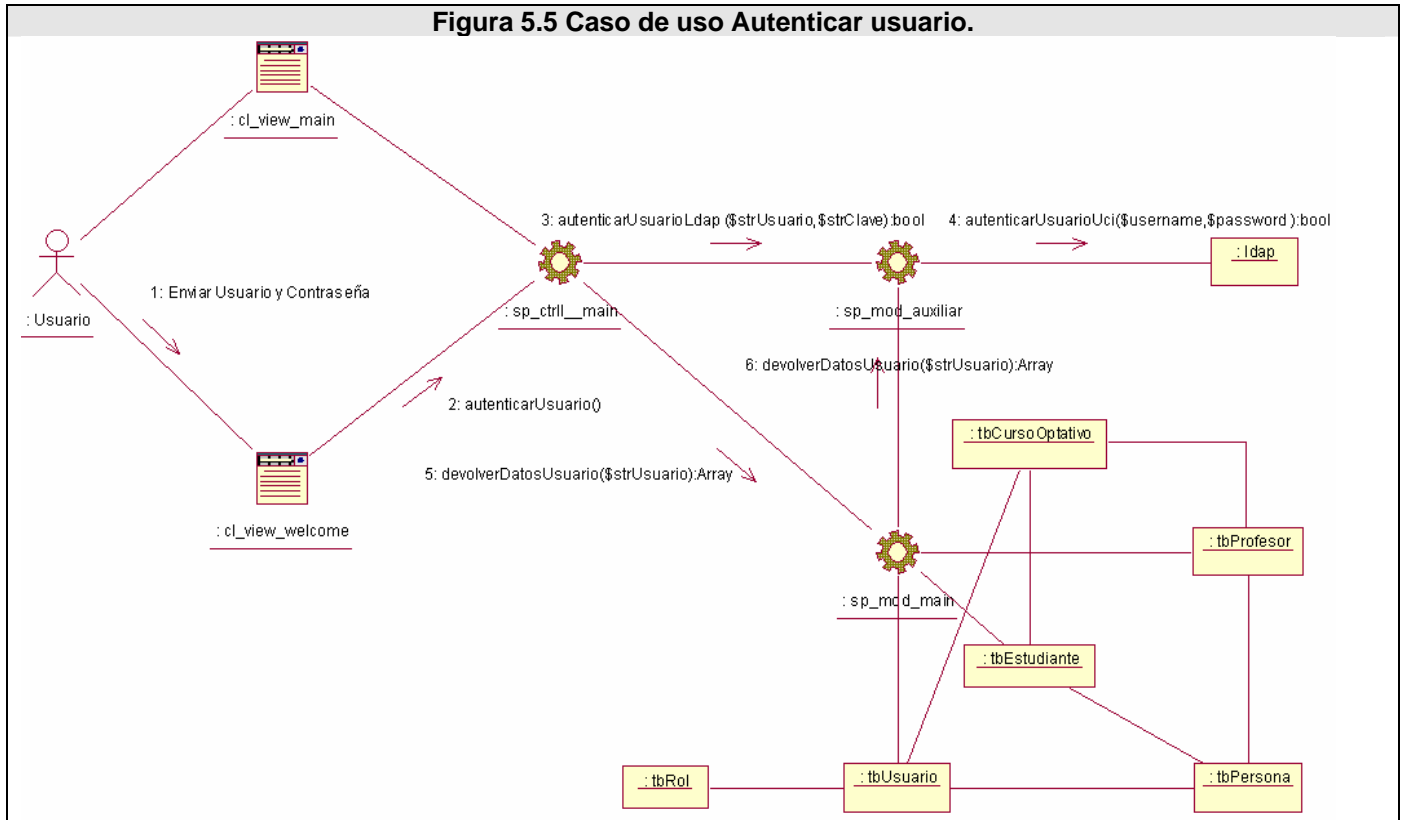 Figura 5.5 Caso de uso Autenticar usuario.
: cl_view_main
3: autenticarUsuarioLdap ($strUsuario,$strClave):bool
4: autenticarUsuarioUci($username,$password ):bool
: ldap
1: Enviar Usuario y Contraseña
: Usuario
: sp_ctrll__main
: sp_mod_auxiliar
6: devolverDatosUsuario($strUsuario):Array
2: autenticarUsuario()
: tbCursoOptativo
5: devolverDatosUsuario($strUsuario):Array
: cl_view_welcome
: tbProfesor
: sp_mod_main
: tbEstudiante
: tbRol
: tbUsuario
: tbPersona